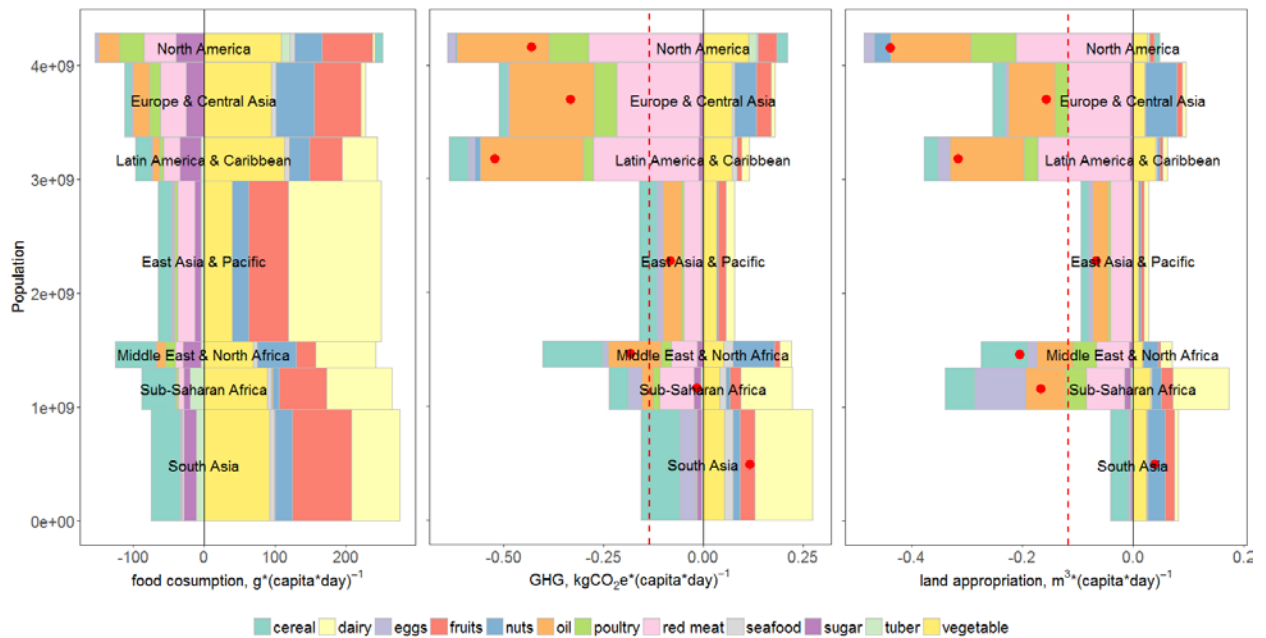 Population
4e+09
3e+09
2e+09
1e+09
0e+00
North America
Europe & Central Asia
Latin America & Caribbean
East Asia & Pacific
Middle East & North Africa
Sub-Saharan Africa
South Asia
-100 0 100 200
food cosumption, g*(capita*day)⁻¹
North America
Europe & Central Asia
Latin America & Caribbean
East Asia & Pacific
Middle East & North Africa
Sub-Saharan Africa
South Asia
-0.50 -0.25 0.00 0.25
GHG, kgCO₂e*(capita*day)⁻¹
North America
Europe & Central Asia
Latin America & Caribbean
East Asia & Pacific
Middle East & North Africa
Sub-Saharan Africa
South Asia
-0.4 -0.2 0.0 0.2
land appropriation, m³*(capita*day)⁻¹
cereal dairy eggs fruits nuts oil poultry red meat seafood sugar tuber vegetable